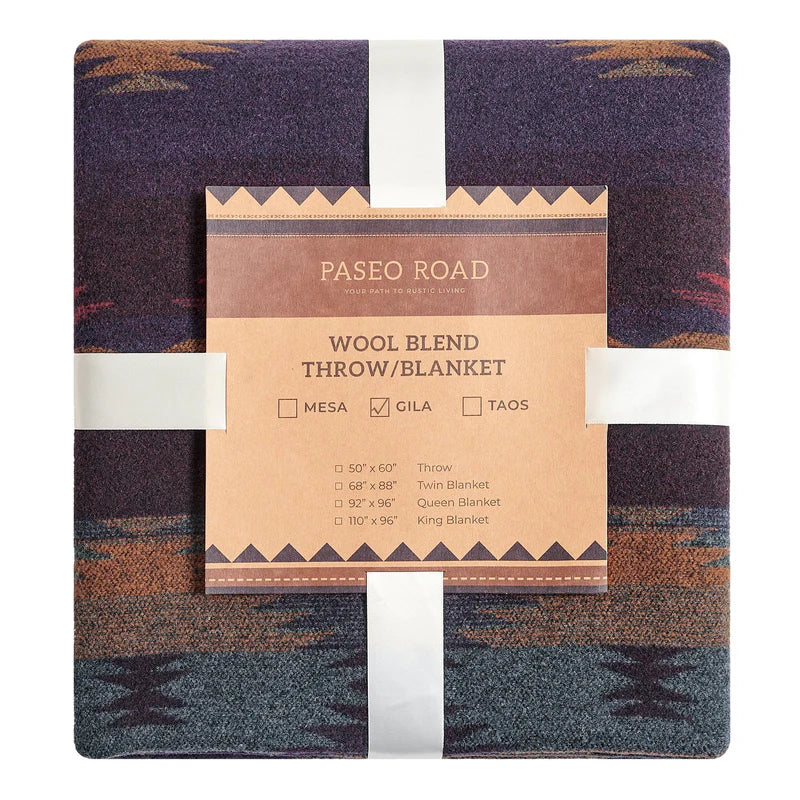 PASEO ROAD
YOUR PATH TO RUSTIC LIVING
WOOL BLEND
THROW/BLANKET
MESA GILA TAOS
50” x 60” Throw
68” x 88” Twin Blanket
92” x 96” Queen Blanket
110” x 96” King Blanket